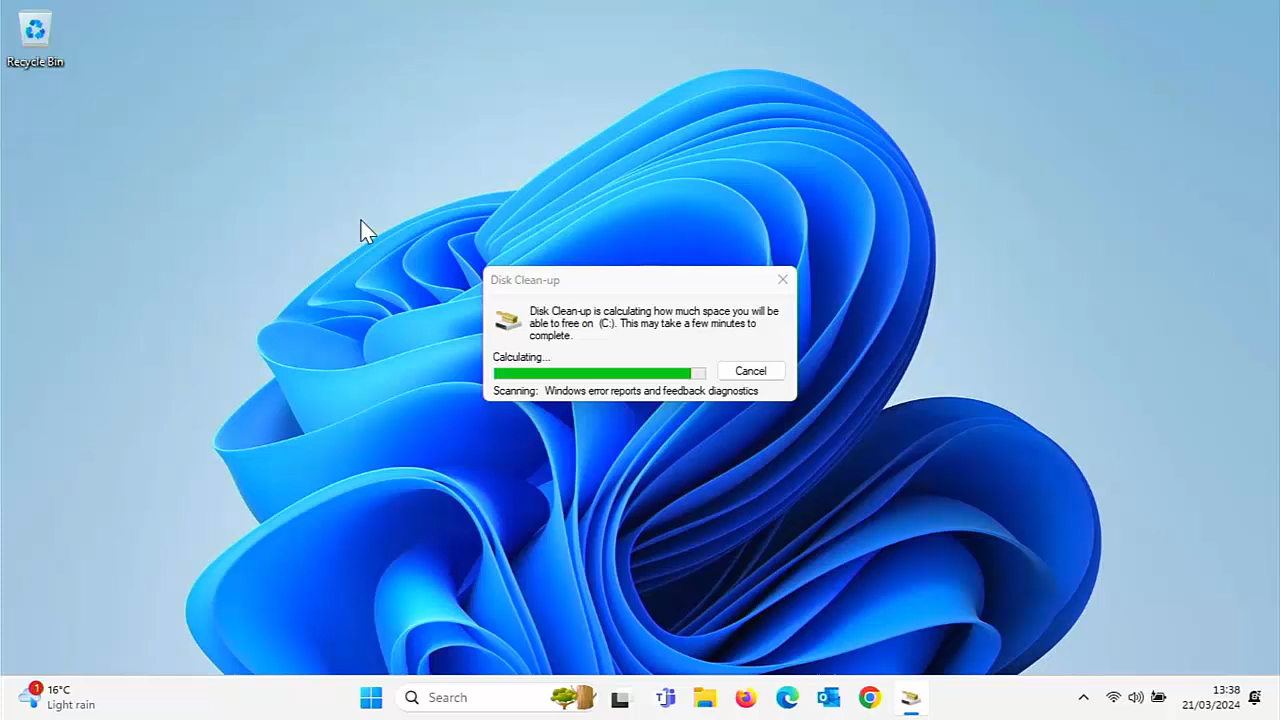 Recycle Bin
Disk Clean-up
Disk Clean-up is calculating how much space you will be
able to free on  (C:). This may take a few minutes to
complete.
Calculating...
Cancel
Scanning:   Windows error reports and feedback diagnostics
1
16°C
Light rain
Search
13:38
21/03/2024